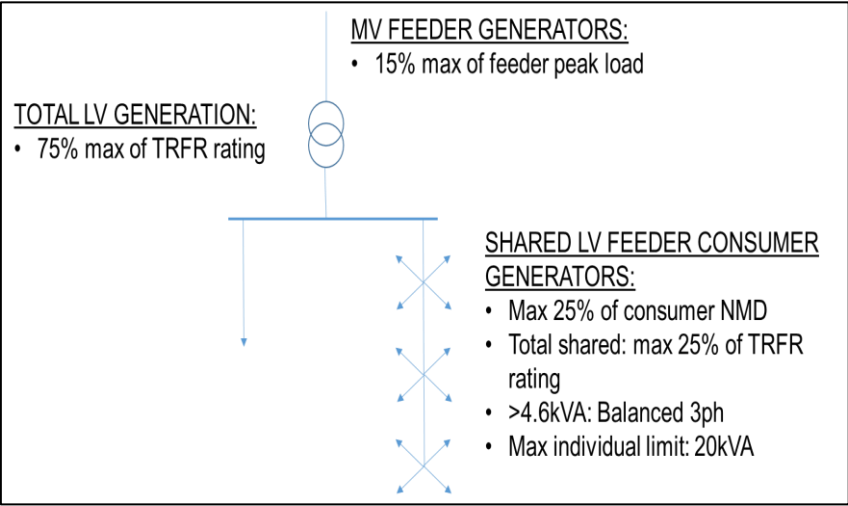 MV FEEDER GENERATORS:
• 15% max of feeder peak load
TOTAL LV GENERATION:
• 75% max of TRFR rating
SHARED LV FEEDER CONSUMER
GENERATORS:
• Max 25% of consumer NMD
• Total shared: max 25% of TRFR
rating
• >4.6kVA: Balanced 3ph
• Max individual limit: 20kVA